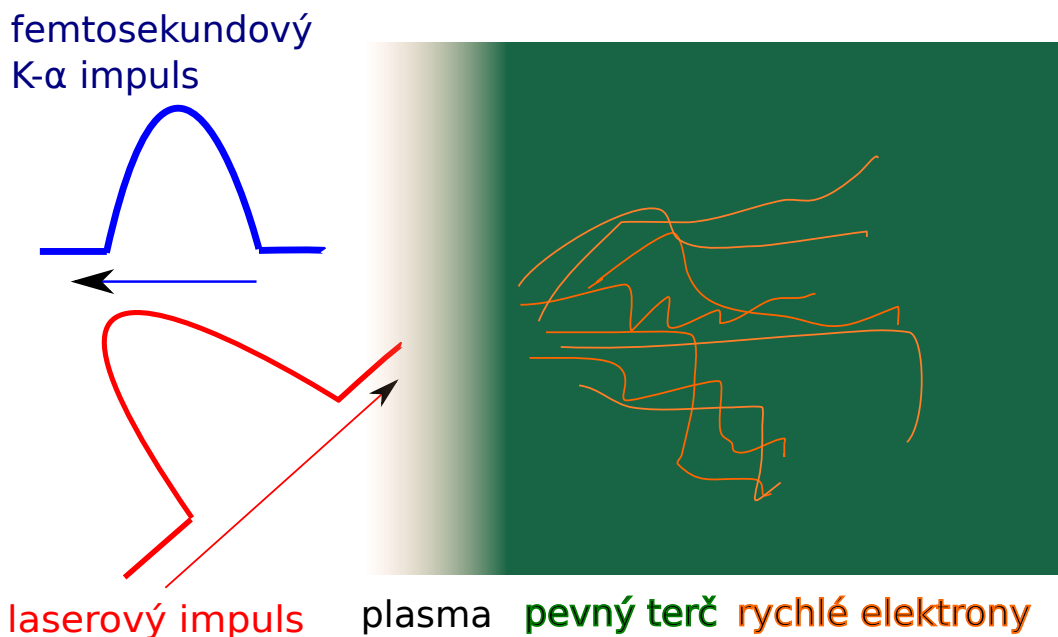 femtosekundový
K-α impuls
laserový impuls
plasma
pevný terč
rychlé elektrony